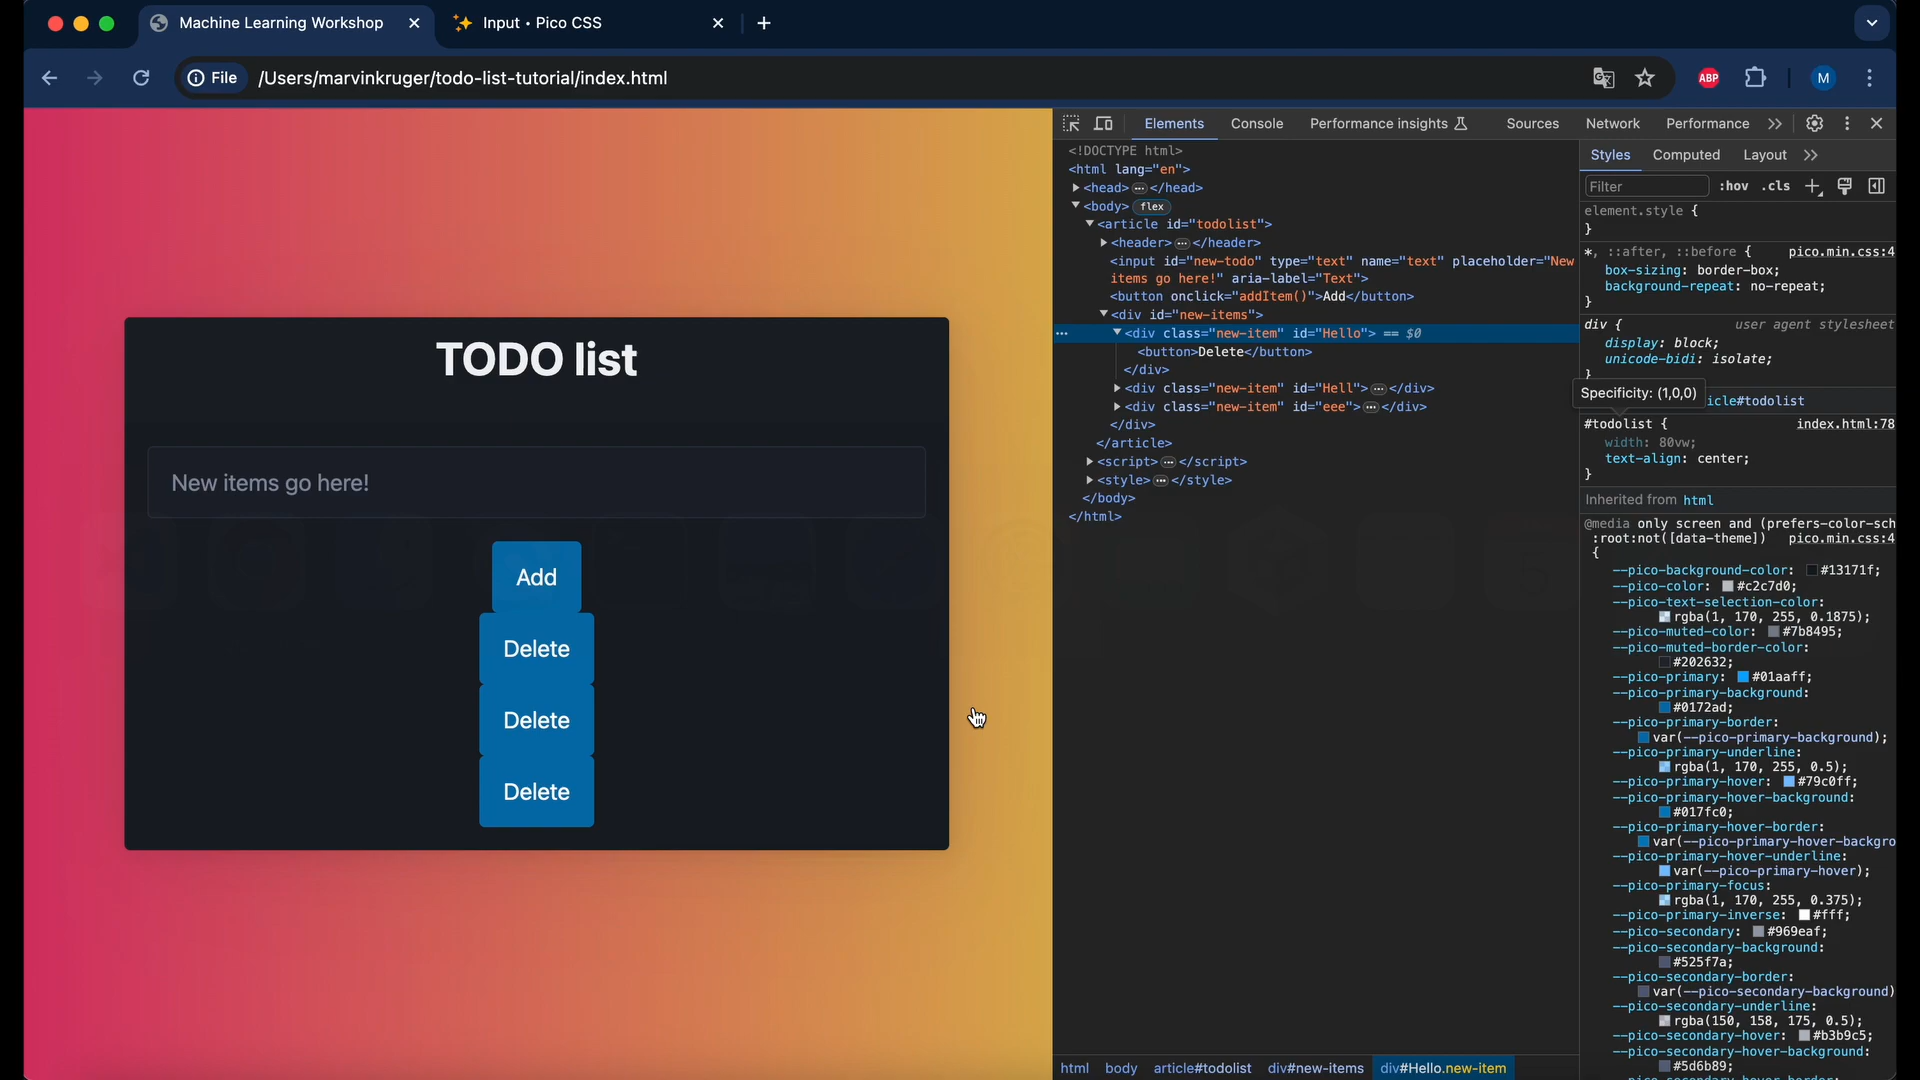 Machine Learning Workshop
Input • Pico CSS
File /Users/marvinkruger/todo-list-tutorial/index.html
ABP
M
TODO list
New items go here!
Add
Delete
Delete
Delete
Elements Console Performance insights Sources Network Performance
<!DOCTYPE html>
<html lang="en">
<head> … </head>
<body> flex
<article id="todolist">
<header> … </header>
<input id="new-todo" type="text" name="text" placeholder="New
items go here!" aria-label="Text">
<button onclick="addItem()">Add</button>
<div id="new-items">
<div class="new-item" id="Hello"> == $0
<button>Delete</button>
</div>
<div class="new-item" id="Hell"> … </div>
<div class="new-item" id="eee"> … </div>
</div>
</article>
<script> … </script>
<style> … </style>
</body>
</html>
html body article#todolist div#new-items div#Hello.new-item
Styles Computed Layout
Filter :hov .cls
element.style {
}
*, ::after, ::before { pico.min.css:4
box-sizing: border-box;
background-repeat: no-repeat;
}
div { user agent stylesheet
display: block;
unicode-bidi: isolate;
}
Specificity: (1,0,0) icle#todolist
#todolist { index.html:78
width: 80vw;
text-align: center;
}
Inherited from html
@media only screen and (prefers-color-sch
:root:not([data-theme]) pico.min.css:4
{
--pico-background-color: #13171f;
--pico-color: #c2c7d0;
--pico-text-selection-color:
rgba(1, 170, 255, 0.1875);
--pico-muted-color: #7b8495;
--pico-muted-border-color:
#202632;
--pico-primary: #01aaff;
--pico-primary-background:
#0172ad;
--pico-primary-border:
var(--pico-primary-background);
--pico-primary-underline:
rgba(1, 170, 255, 0.5);
--pico-primary-hover: #79c0ff;
--pico-primary-hover-background:
#017fc0;
--pico-primary-hover-border:
var(--pico-primary-hover-backgro
--pico-primary-hover-underline:
var(--pico-primary-hover);
--pico-primary-focus:
rgba(1, 170, 255, 0.375);
--pico-primary-inverse: #fff;
--pico-secondary: #969eaf;
--pico-secondary-background:
#525f7a;
--pico-secondary-border:
var(--pico-secondary-background)
--pico-secondary-underline:
rgba(150, 158, 175, 0.5);
--pico-secondary-hover: #b3b9c5;
--pico-secondary-hover-background:
#5d6b89;